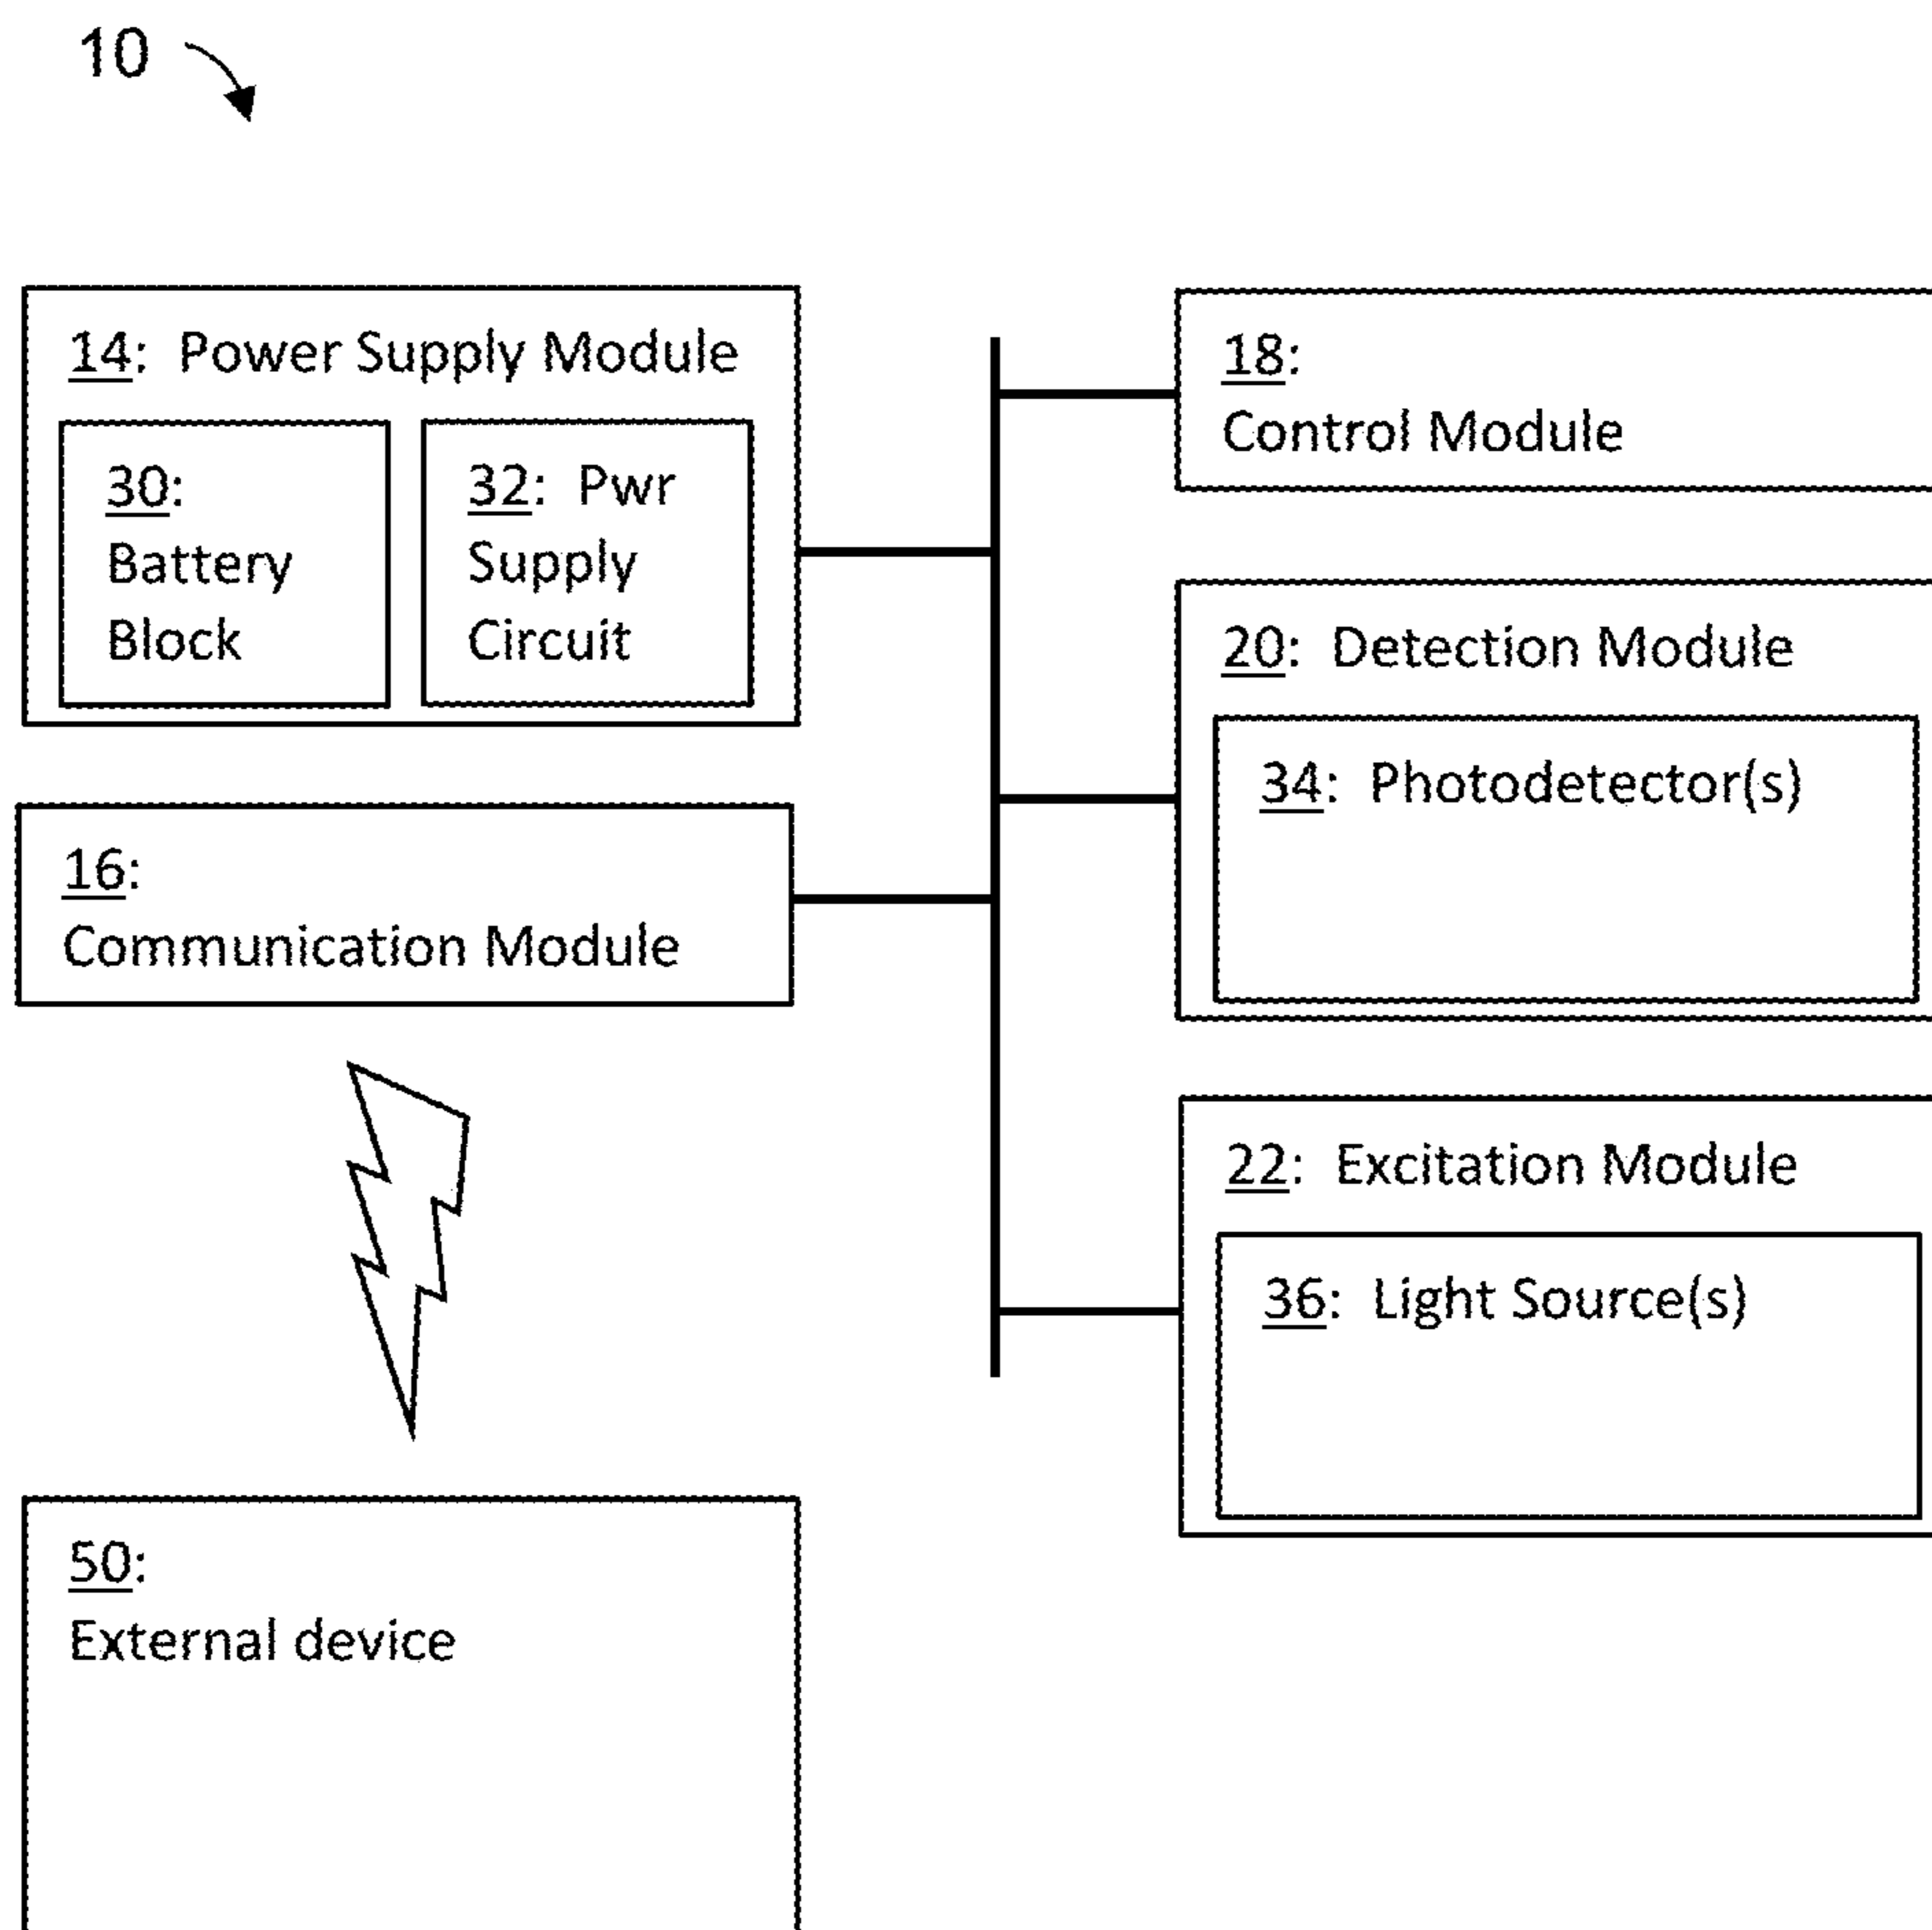 10
14: Power Supply Module
30:
Battery
Block
32: Pwr
Supply
Circuit
16:
Communication Module
50:
External device
18:
Control Module
20: Detection Module
34: Photodetector(s)
22: Excitation Module
36: Light Source(s)